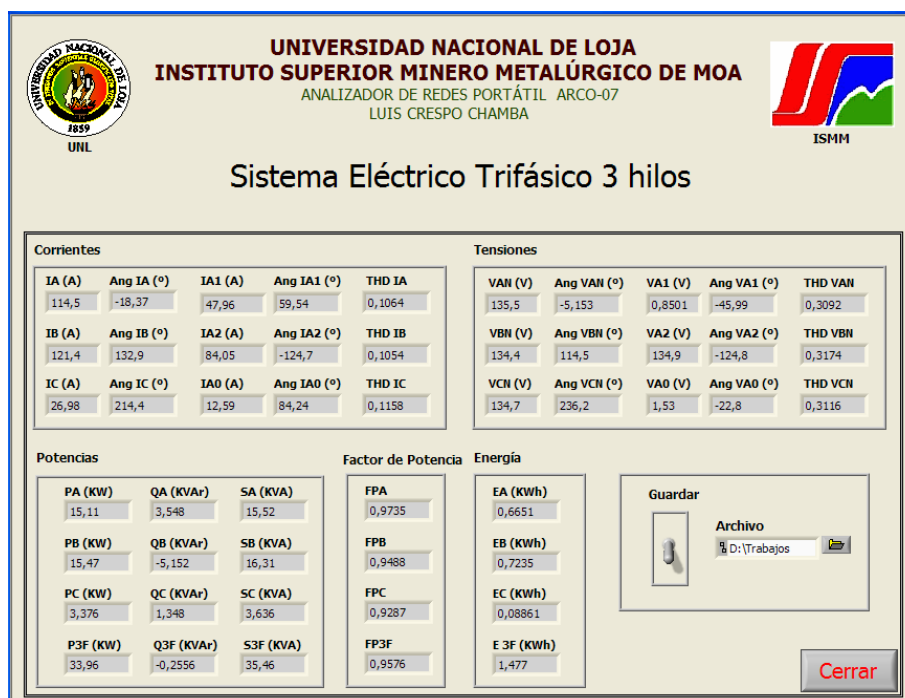 UNIVERSIDAD NACIONAL DE LOJA
INSTITUTO SUPERIOR MINERO METALÚRGICO DE MOA
ANALIZADOR DE REDES PORTÁTIL ARCO-07
LUIS CRESPO CHAMBA
UNIVERSIDAD NACIONAL DE LOJA
1859
UNL
ISMM
Sistema Eléctrico Trifásico 3 hilos
Corrientes
IA (A) Ang IA (º) IA1 (A) Ang IA1 (º) THD IA
114,5 -18,37 47,96 59,54 0,1064
IB (A) Ang IB (º) IA2 (A) Ang IA2 (º) THD IB
121,4 132,9 84,05 -124,7 0,1054
IC (A) Ang IC (º) IA0 (A) Ang IA0 (º) THD IC
26,98 214,4 12,59 84,24 0,1158
Tensiones
VAN (V) Ang VAN (º) VA1 (V) Ang VA1 (º) THD VAN
135,5 -5,153 0,8501 -45,99 0,3092
VBN (V) Ang VBN (º) VA2 (V) Ang VA2 (º) THD VBN
134,4 114,5 134,9 -124,8 0,3174
VCN (V) Ang VCN (º) VA0 (V) Ang VA0 (º) THD VCN
134,7 236,2 1,53 -22,8 0,3116
Potencias
PA (KW) QA (KVAr) SA (KVA)
15,11 3,548 15,52
PB (KW) QB (KVAr) SB (KVA)
15,47 -5,152 16,31
PC (KW) QC (KVAr) SC (KVA)
3,376 1,348 3,636
P3F (KW) Q3F (KVAr) S3F (KVA)
33,96 -0,2556 35,46
Factor de Potencia
FPA
0,9735
FPB
0,9488
FPC
0,9287
FP3F
0,9576
Energía
EA (KWh)
0,6651
EB (KWh)
0,7235
EC (KWh)
0,08861
E 3F (KWh)
1,477
Guardar
Archivo
D:\Trabajos
Cerrar